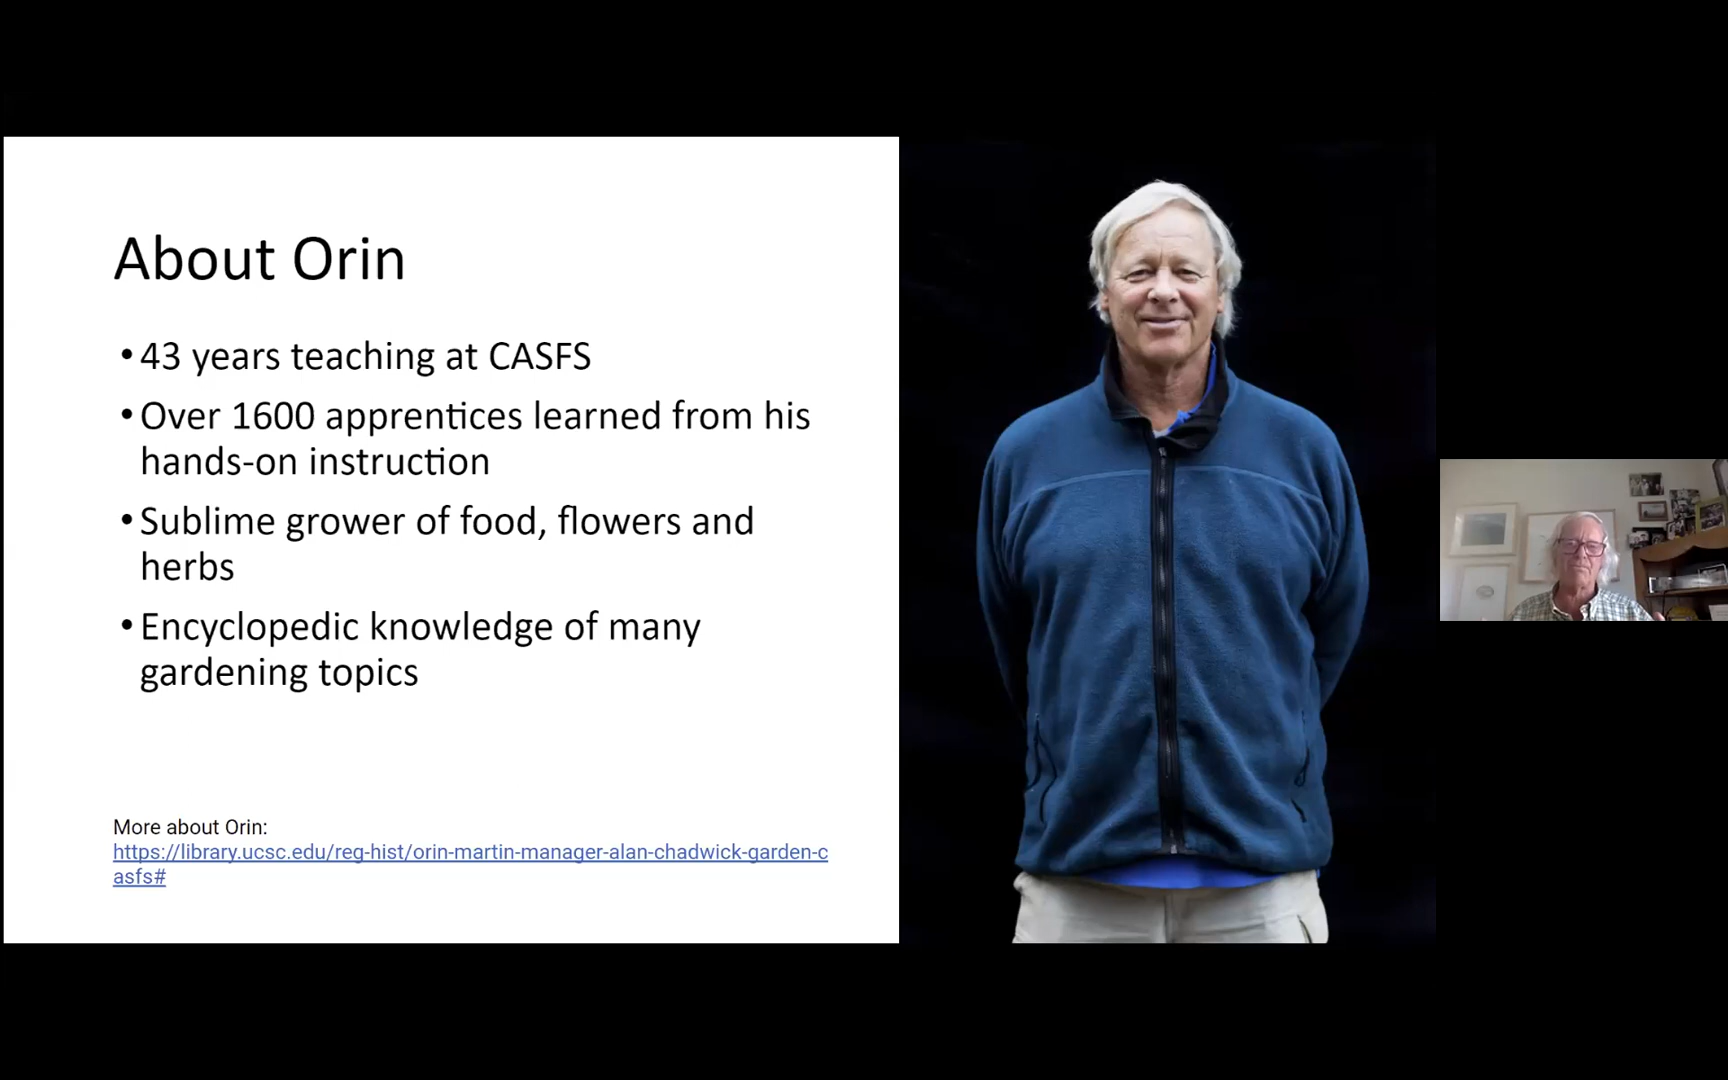 About Orin
•43 years teaching at CASFS
•Over 1600 apprentices learned from his
hands-on instruction
•Sublime grower of food, flowers and
herbs
•Encyclopedic knowledge of many
gardening topics
More about Orin:
https://library.ucsc.edu/reg-hist/orin-martin-manager-alan-chadwick-garden-c
asfs#